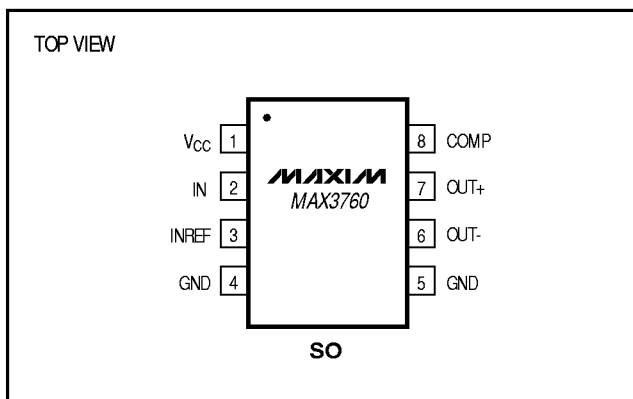 TOP VIEW
VCC 1 8 COMP
IN 2 MAXIM 7 OUT+
MAX3760
INREF 3 6 OUT-
GND 4 5 GND
SO